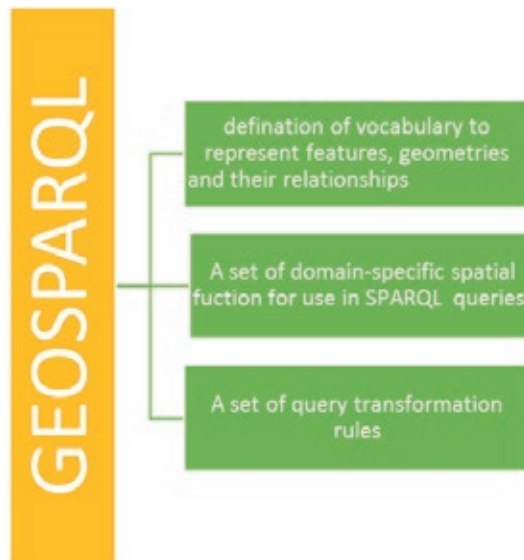 GEOSPARQL
defination of vocabulary to
represent features, geometries
and their relationships
A set of domain-specific spatial
fuction for use in SPARQL queries
A set of query transformation
rules